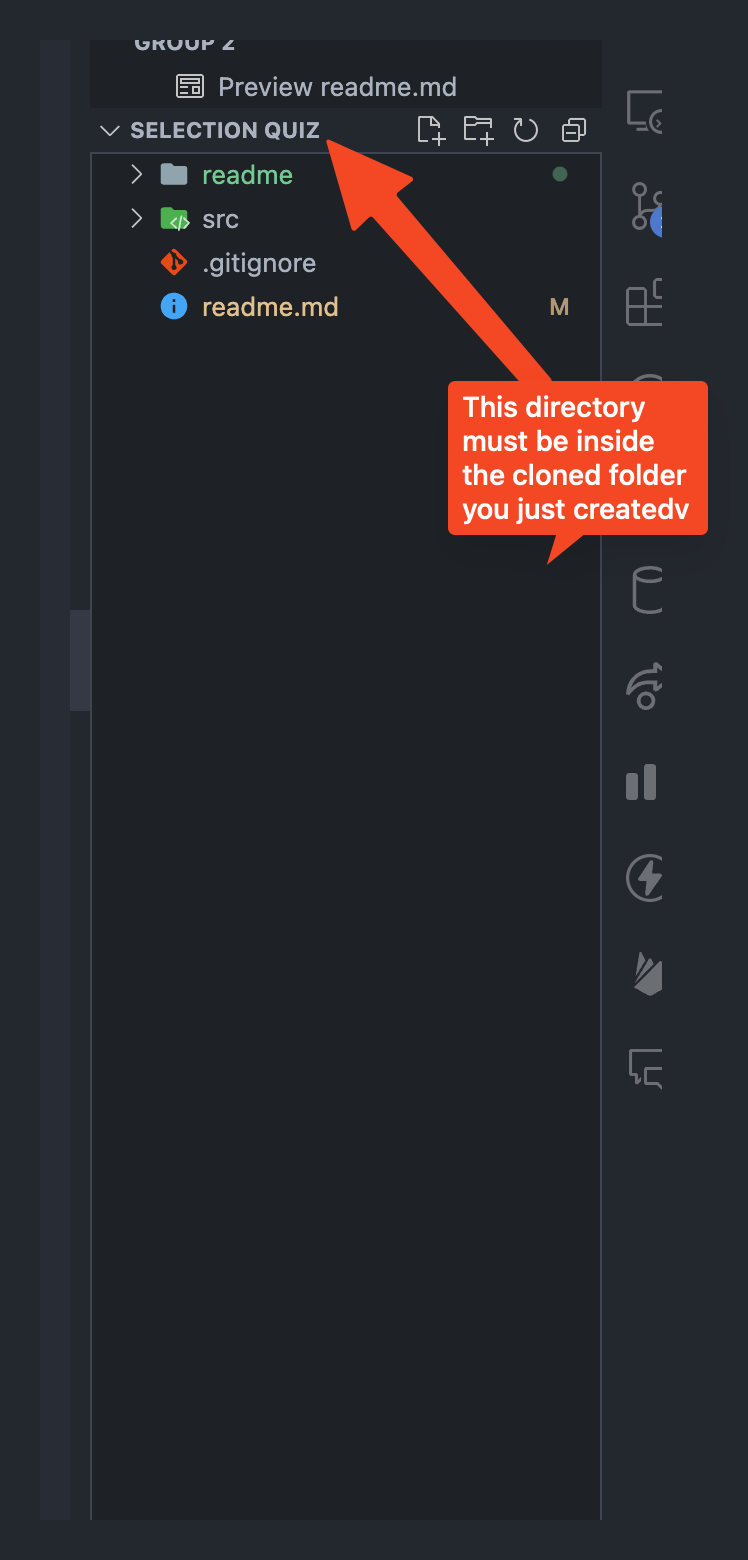 GROUP 2
Preview readme.md
SELECTION QUIZ
readme
src
.gitignore
readme.md M
This directory
must be inside
the cloned folder
you just createdv